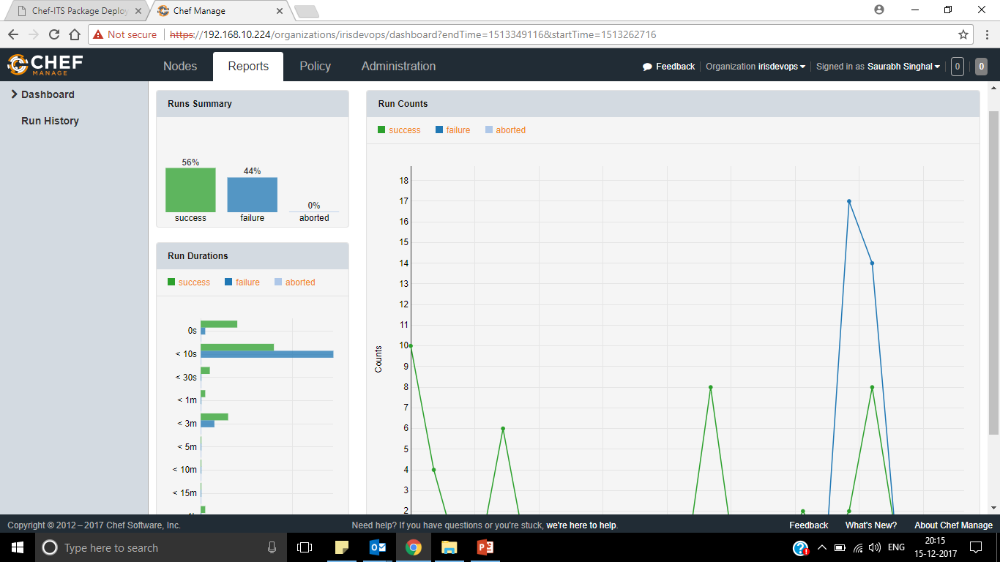 Chef-ITS Package Deploy
Chef Manage
Not secure
https://192.168.10.224/organizations/irisdevops/dashboard?endTime=1513349116&startTime=1513262716
CHEF
MANAGE
Nodes
Reports
Policy
Administration
Feedback
Organization irisdevops
Signed in as Saurabh Singhal
0
0
Dashboard
Run History
Runs Summary
56%
44%
0%
success
failure
aborted
Run Durations
success
failure
aborted
0s
< 10s
< 30s
< 1m
< 3m
< 5m
< 10m
< 15m
Run Counts
success
failure
aborted
Counts
18
17
16
15
14
13
12
11
10
9
8
7
6
5
4
3
2
Copyright © 2012 – 2017 Chef Software, Inc.
Need help? If you have questions or you're stuck, we're here to help.
Feedback
What's New?
About Chef Manage
Type here to search
ENG
20:15
15-12-2017